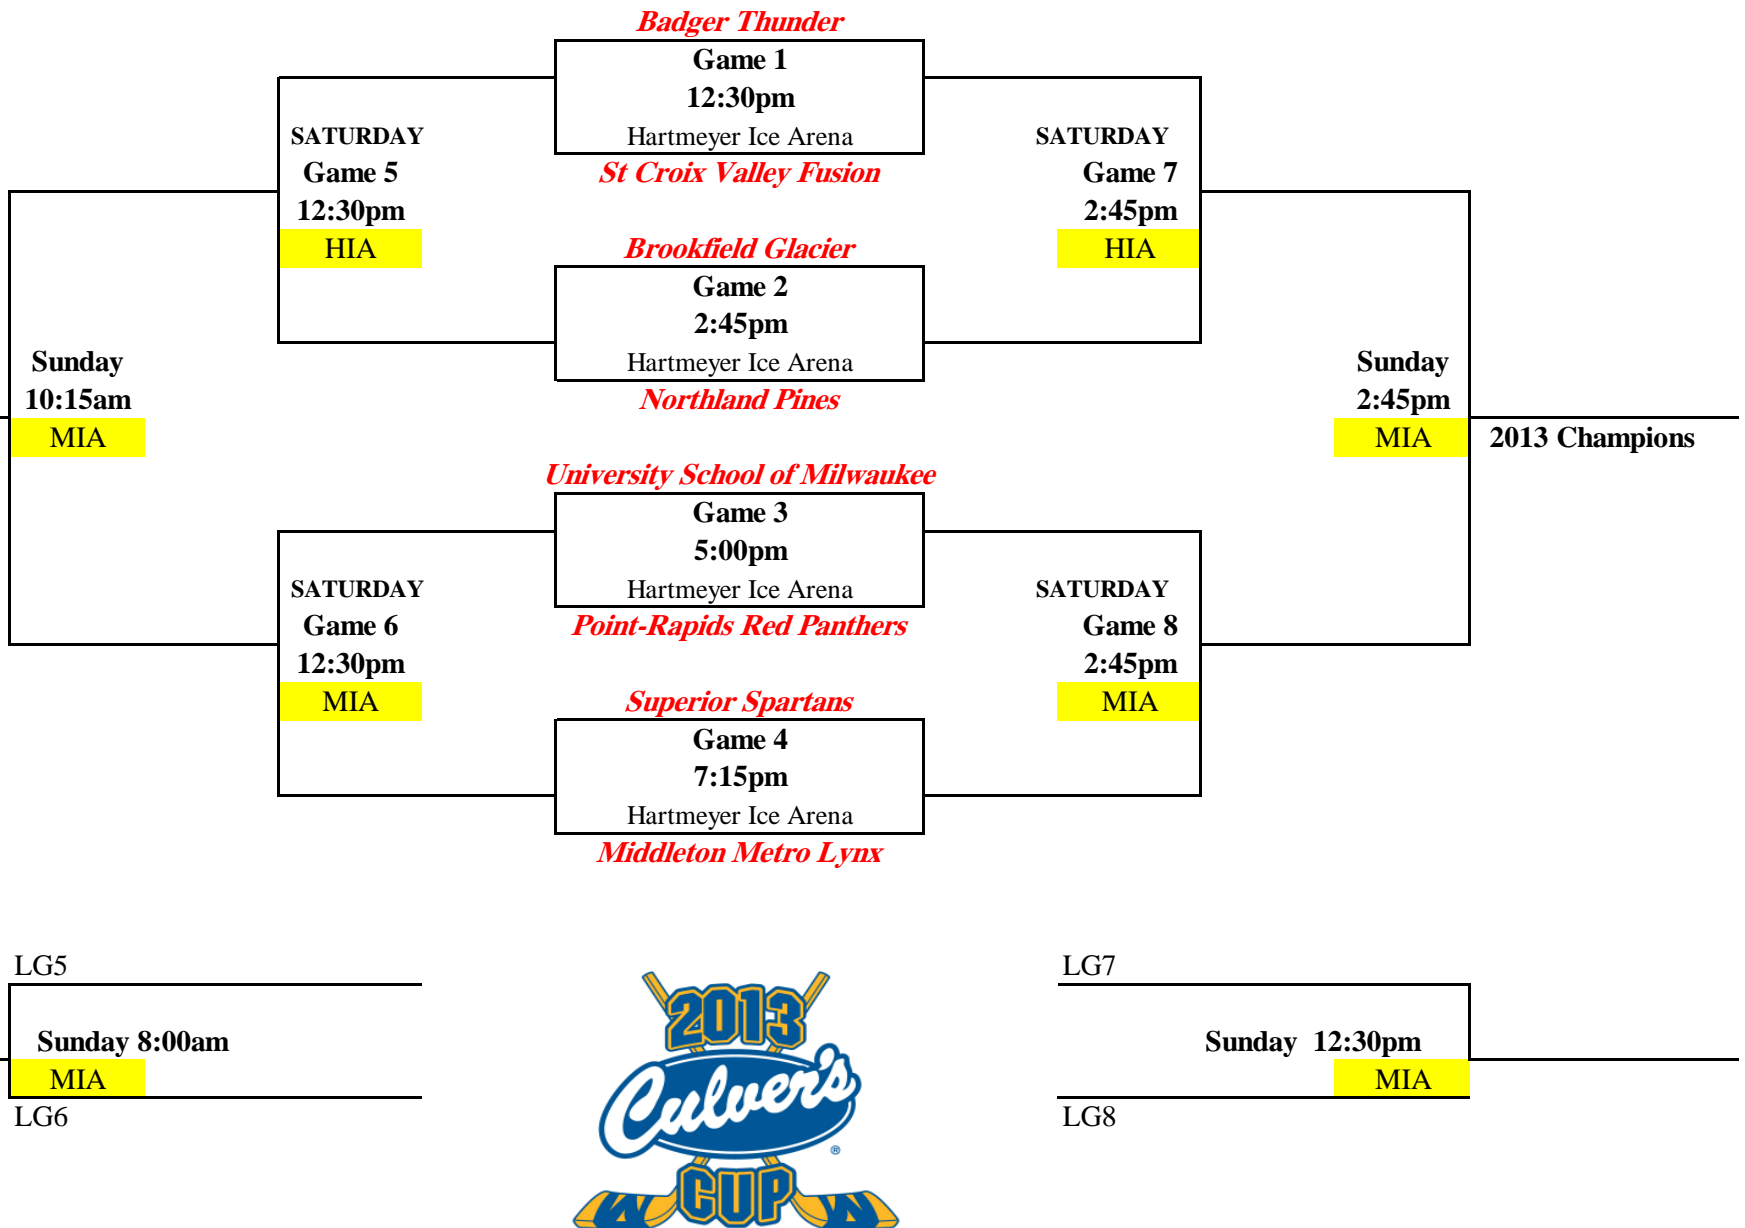 Badger Thunder
Game 1
12:30pm
Hartmeyer Ice Arena
St Croix Valley Fusion
SATURDAY
Game 5
12:30pm
HIA
SATURDAY
Game 7
2:45pm
HIA
Brookfield Glacier
Game 2
2:45pm
Hartmeyer Ice Arena
Northland Pines
Sunday
10:15am
MIA
Sunday
2:45pm
MIA
2013 Champions
University School of Milwaukee
Game 3
5:00pm
Hartmeyer Ice Arena
Point-Rapids Red Panthers
SATURDAY
Game 6
12:30pm
MIA
SATURDAY
Game 8
2:45pm
MIA
Superior Spartans
Game 4
7:15pm
Hartmeyer Ice Arena
Middleton Metro Lynx
LG5
Sunday 8:00am
MIA
LG6
2013
Culver's
®
CUP
W W
LG7
Sunday 12:30pm
MIA
LG8